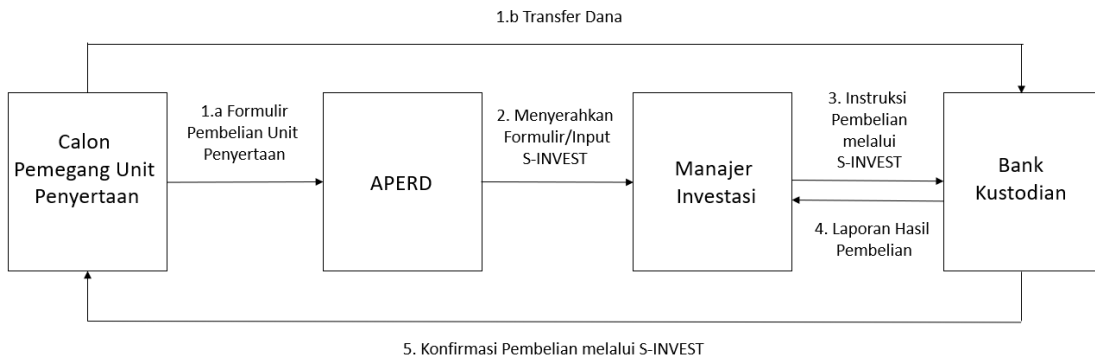 1.b Transfer Dana
Calon
Pemegang Unit
Penyertaan
1.a Formulir
Pembelian Unit
Penyertaan
APERD
2. Menyerahkan
Formulir/Input
S-INVEST
Manajer
Investasi
3. Instruksi
Pembelian
melalui
S-INVEST
4. Laporan Hasil
Pembelian
Bank
Kustodian
5. Konfirmasi Pembelian melalui S-INVEST